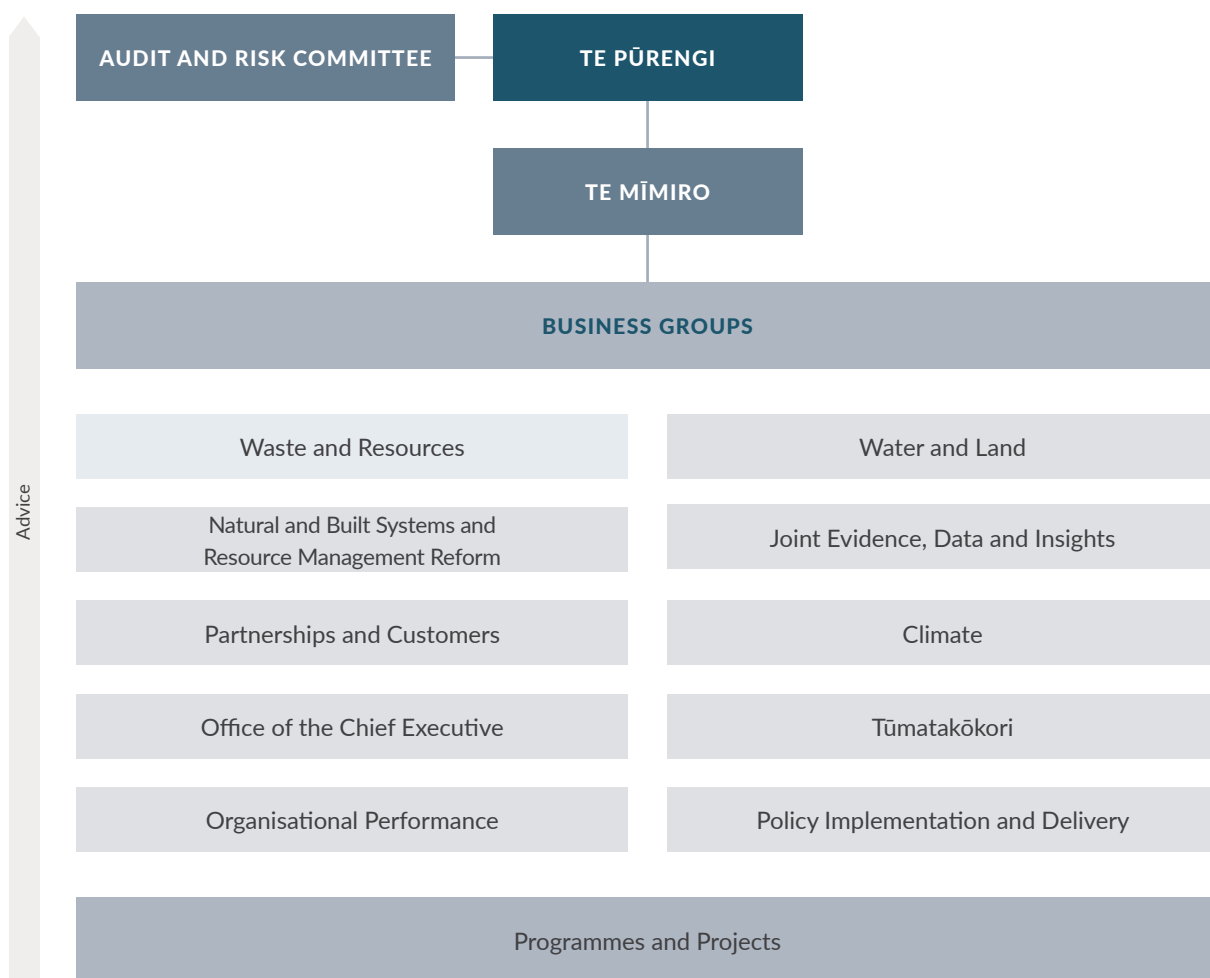 AUDIT AND RISK COMMITTEE
TE PŪRENGI
TE MĪMIRO
BUSINESS GROUPS
Advice
Waste and Resources
Water and Land
Natural and Built Systems and
Resource Management Reform
Joint Evidence, Data and Insights
Partnerships and Customers
Climate
Office of the Chief Executive
Tūmatakōkori
Organisational Performance
Policy Implementation and Delivery
Programmes and Projects